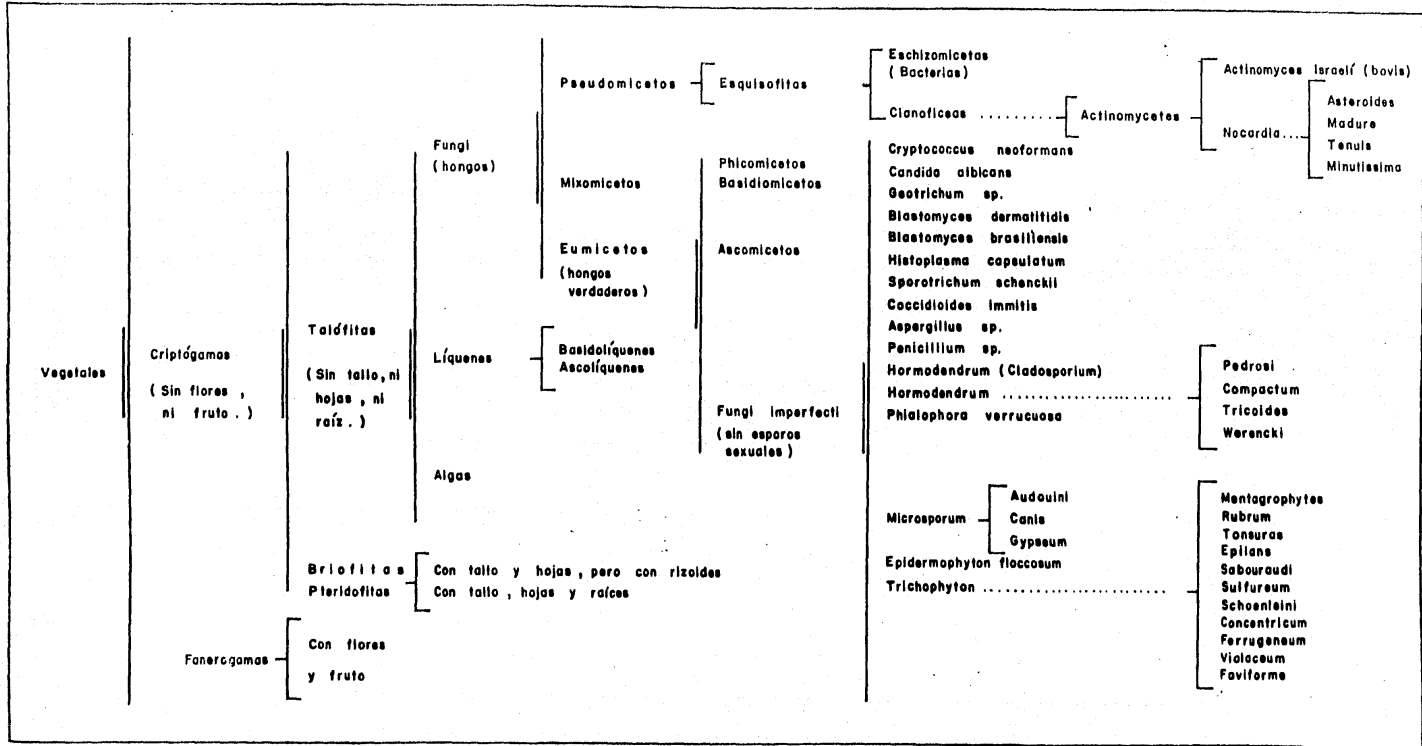 Vegetales
Criptógamas
(Sin flores,
ni fruto.)
Fanerogamas
Con flores
y fruto
Talófitas
(Sin tallo, ni
hojas, ni
raíz.)
Briofitas
Pteridofitas
Con tallo y hojas, pero con rizoides
Con tallo, hojas y raíces
Fungi
(hongos)
Líquenes
Algas
Basidolíquenes
Ascolíquenes
Pseudomicetos
Mixomicetos
Eumicetos
(hongos
verdaderos)
Esquisofitas
Phicomicetos
Basidiomicetos
Ascomicetos
Fungi imperfecti
(sin esporos
sexuales)
Eschizomicetas
(Bacterias)
Cianoficeas ..........
Actinomycetes
Actinomyces Israelí (bovis)
Nocardia...
Asteroides
Madure
Tenuis
Minutissima
Cryptococcus neoformans
Candida albicans
Geotrichum sp.
Blastomyces dermatitidis
Blastomyces brasiliensis
Histoplasma capsulatum
Sporotrichum schenckii
Coccidioides immitis
Aspergillus sp.
Penicillium sp.
Hormodendrum (Cladosporium)
Hormodendrum ........................
Phialophora verrucuosa
Pedrosi
Compactum
Tricoides
Werencki
Microsporum
Audouini
Canis
Gypseum
Epidermophyton floccosum
Trichophyton ..........................
Mentagrophytes
Rubrum
Tonsuras
Epilans
Sabouraudi
Sulfureum
Schoenleini
Concentricum
Ferrugeneum
Violaceum
Faviforme